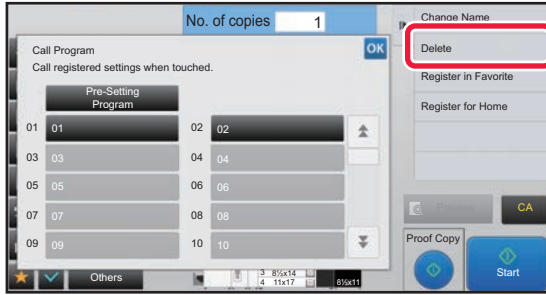 No. of copies 1
Change Name
Call Program
OK
Delete
Call registered settings when touched.
Register in Favorite
Pre-Setting
Program
Register for Home
01 01 02 02
03 03 04 04
05 05 06 06
07 07 08 08
CA
09 09 10 10
Proof Copy
Others
3 8½x14
4 11x17
8½x11
Start